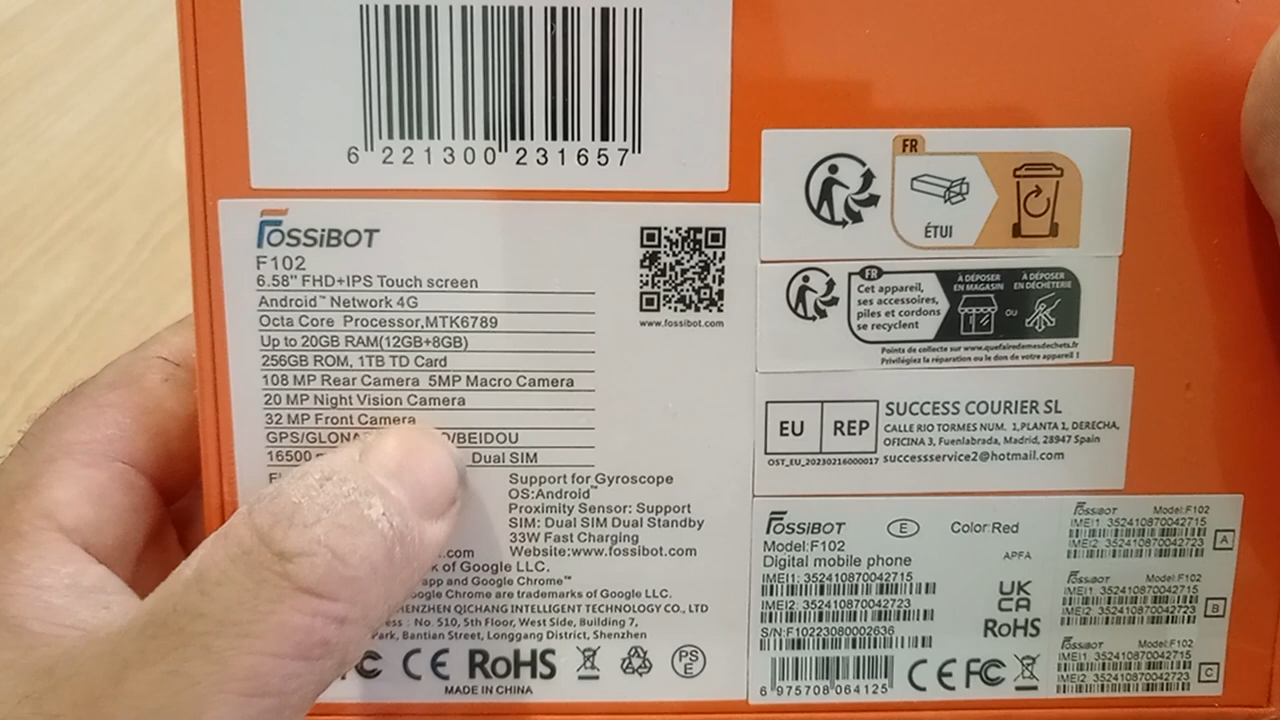 6 221300 231657
FOSSiBOT
F102
6.58" FHD+IPS Touch screen
Android™ Network 4G
Octa Core Processor,MTK6789
Up to 20GB RAM(12GB+8GB)
256GB ROM, 1TB TD Card
108 MP Rear Camera 5MP Macro Camera
20 MP Night Vision Camera
32 MP Front Camera
GPS/GLONA /BEIDOU
16500 Dual SIM
Support for Gyroscope
OS:Android™
Proximity Sensor: Support
SIM: Dual SIM Dual Standby
33W Fast Charging
.com Website:www.fossibot.com
of Google LLC.
app and Google Chrome™
Chrome are trademarks of Google LLC.
SHENZHEN QICHANG INTELLIGENT TECHNOLOGY CO., LTD
: No. 510, 5th Floor, West Side, Building 7,
Park, Bantian Street, Longgang District, Shenzhen
CE RoHS PSE
MADE IN CHINA
www.fossibot.com
FR
ÉTUI
FR
Cet appareil,
ses accessoires,
piles et cordons
se recyclent
À DÉPOSER
EN MAGASIN
OU
À DÉPOSER
EN DÉCHÈTERIE
Points de collecte sur www.quefairedemesdechets.fr
Privilégiez la réparation ou le don de votre appareil !
EU REP
OST_EU_20230216000017
SUCCESS COURIER SL
CALLE RIO TORMES NUM. 1,PLANTA 1, DERECHA,
OFICINA 3, Fuenlabrada, Madrid, 28947 Spain
successservice2@hotmail.com
FOSSiBOT E Color:Red
Model:F102
Digital mobile phone
APFA
IMEI1: 352410870042715
IMEI2: 352410870042723
S/N:F10223080002636
UK
CA
RoHS
6 975708 064125
CE FC
FOSSiBOT Model:F102
IMEI1: 352410870042715
IMEI2: 352410870042723
A
FOSSiBOT Model:F102
IMEI1: 352410870042715
IMEI2: 352410870042723
B
FOSSiBOT Model:F102
IMEI1: 352410870042715
IMEI2: 352410870042723
C